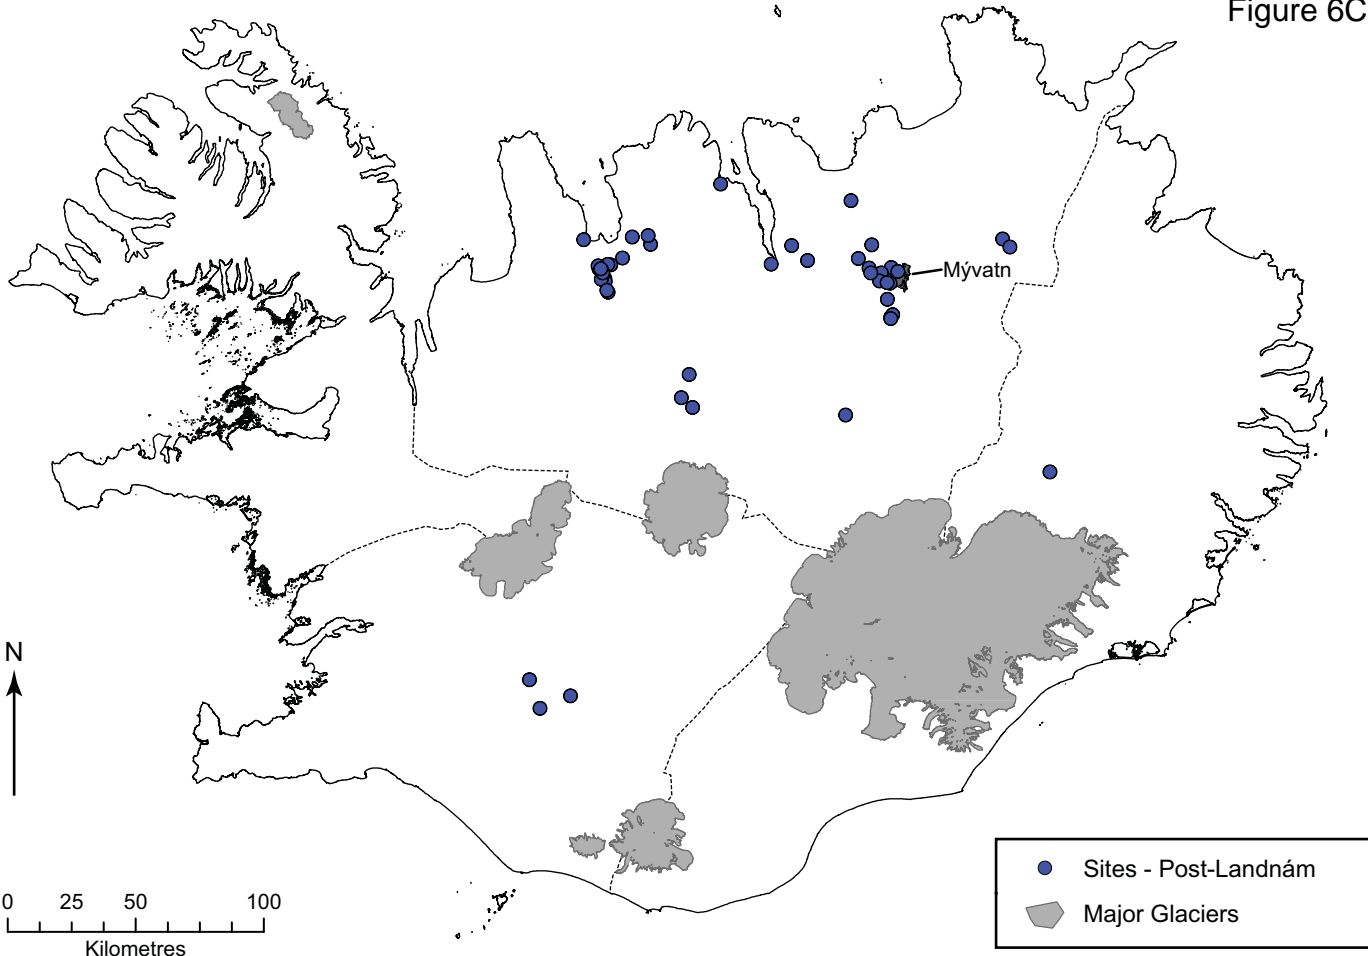 Figure 6C
Mývatn
N
0 25 50 100
Kilometres
Sites - Post-Landnám
Major Glaciers